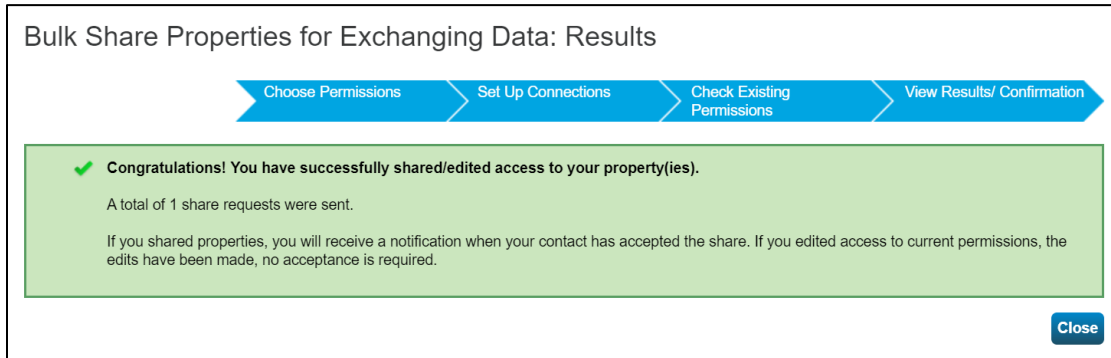 Bulk Share Properties for Exchanging Data: Results
Choose Permissions
Set Up Connections
Check Existing
Permissions
View Results/ Confirmation
Congratulations! You have successfully shared/edited access to your property(ies).
A total of 1 share requests were sent.
If you shared properties, you will receive a notification when your contact has accepted the share. If you edited access to current permissions, the
edits have been made, no acceptance is required.
Close